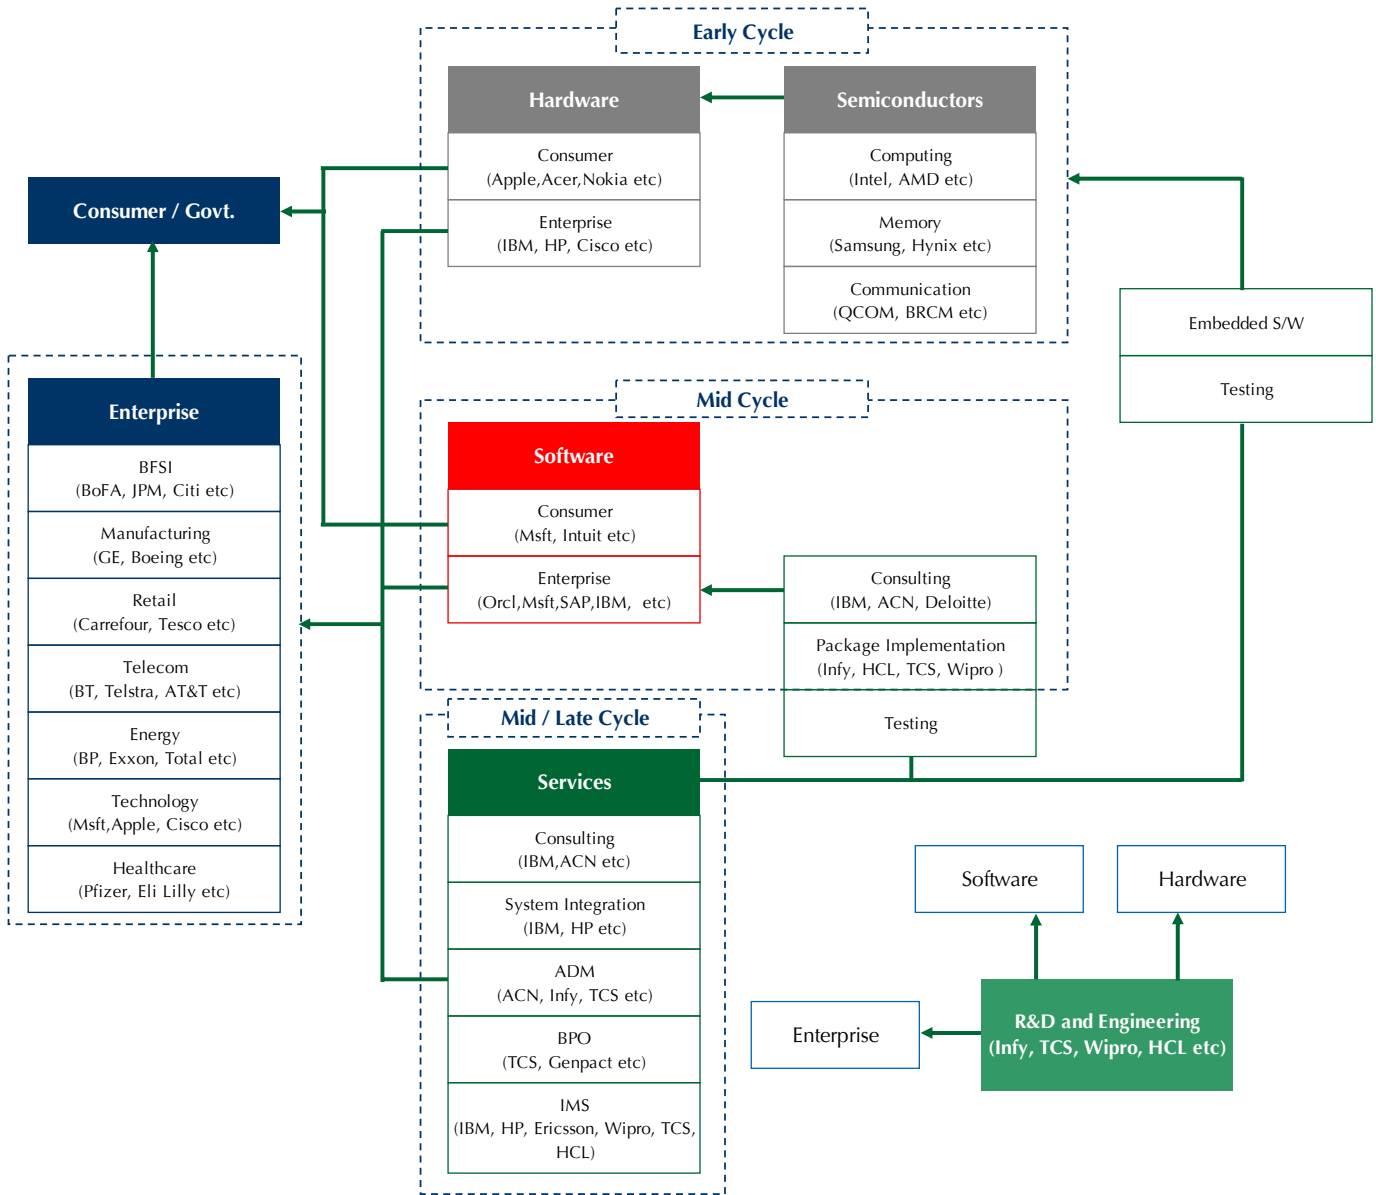 Early Cycle
Hardware
Consumer
(Apple,Acer,Nokia etc)
Enterprise
(IBM, HP, Cisco etc)
Semiconductors
Computing
(Intel, AMD etc)
Memory
(Samsung, Hynix etc)
Communication
(QCOM, BRCM etc)
Consumer / Govt.
Embedded S/W
Testing
Enterprise
BFSI
(BoFA, JPM, Citi etc)
Manufacturing
(GE, Boeing etc)
Retail
(Carrefour, Tesco etc)
Telecom
(BT, Telstra, AT&T etc)
Energy
(BP, Exxon, Total etc)
Technology
(Msft,Apple, Cisco etc)
Healthcare
(Pfizer, Eli Lilly etc)
Mid Cycle
Software
Consumer
(Msft, Intuit etc)
Enterprise
(Orcl,Msft,SAP,IBM, etc)
Consulting
(IBM, ACN, Deloitte)
Package Implementation
(Infy, HCL, TCS, Wipro )
Testing
Mid / Late Cycle
Services
Consulting
(IBM,ACN etc)
System Integration
(IBM, HP etc)
ADM
(ACN, Infy, TCS etc)
BPO
(TCS, Genpact etc)
IMS
(IBM, HP, Ericsson, Wipro, TCS,
HCL)
Software
Hardware
Enterprise
R&D and Engineering
(Infy, TCS, Wipro, HCL etc)